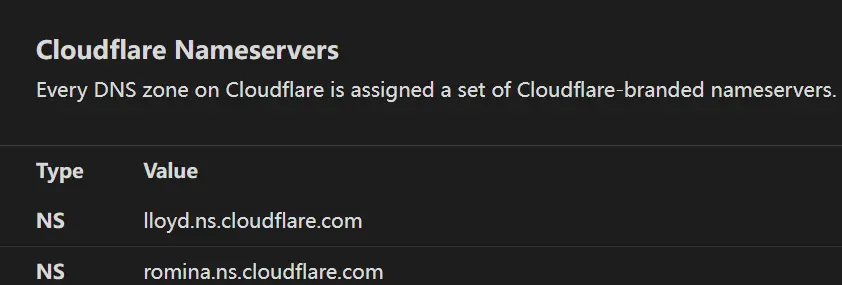 Cloudflare Nameservers
Every DNS zone on Cloudflare is assigned a set of Cloudflare-branded nameservers.
Type Value
NS lloyd.ns.cloudflare.com
NS romina.ns.cloudflare.com